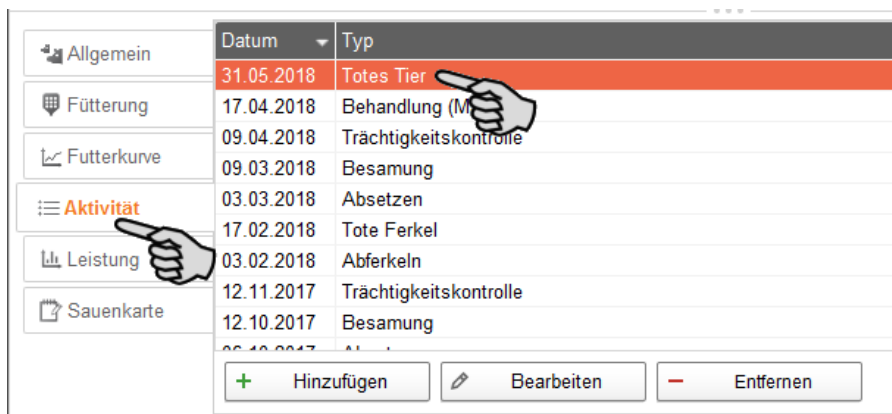 Allgemein
Fütterung
Futterkurve
Aktivität
Leistung
Sauenkarte
Datum Typ
31.05.2018 Totes Tier
17.04.2018 Behandlung (M
09.04.2018 Trächtigkeitskontrolle
09.03.2018 Besamung
03.03.2018 Absetzen
17.02.2018 Tote Ferkel
03.02.2018 Abferkeln
12.11.2017 Trächtigkeitskontrolle
12.10.2017 Besamung
Hinzufügen Bearbeiten Entfernen